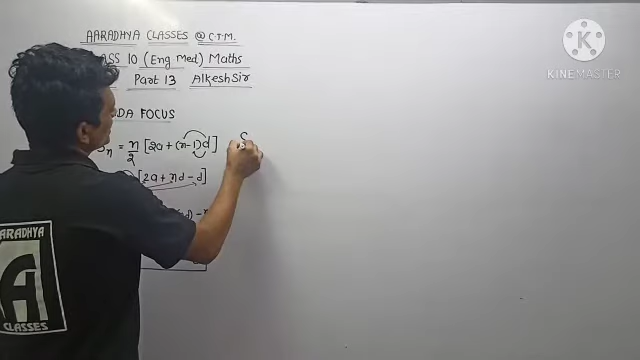 AARADHYA CLASSES @ C.T.M.
CLASS 10 (Eng Med) Maths
Part 13 Alkesh Sir
FOCUS
Sn = n/2 [2a + (n-1)d] S
[2a + nd - d]
KINEMASTER
ARADHYA
A
CLASSES